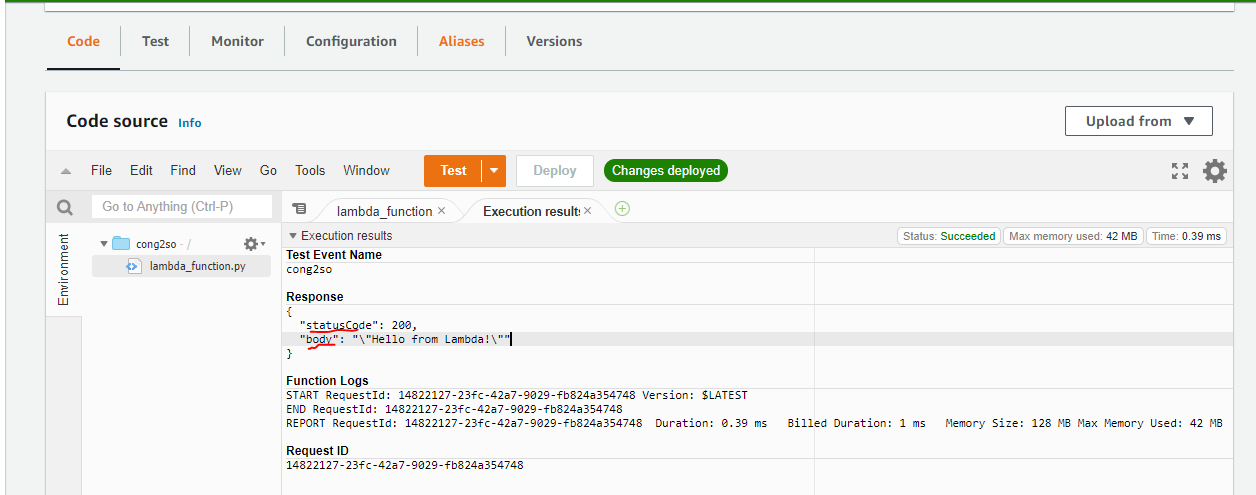 Code Test Monitor Configuration Aliases Versions
Code source Info Upload from
File Edit Find View Go Tools Window Test Deploy Changes deployed
Go to Anything (Ctrl-P) lambda_function × Execution results ×
Environment
cong2so - /
lambda_function.py
Execution results Status: Succeeded Max memory used: 42 MB Time: 0.39 ms
Test Event Name
cong2so
Response
{
"statusCode": 200,
"body": "\"Hello from Lambda!\""
}
Function Logs
START RequestId: 14822127-23fc-42a7-9029-fb824a354748 Version: $LATEST
END RequestId: 14822127-23fc-42a7-9029-fb824a354748
REPORT RequestId: 14822127-23fc-42a7-9029-fb824a354748 Duration: 0.39 ms Billed Duration: 1 ms Memory Size: 128 MB Max Memory Used: 42 MB
Request ID
14822127-23fc-42a7-9029-fb824a354748